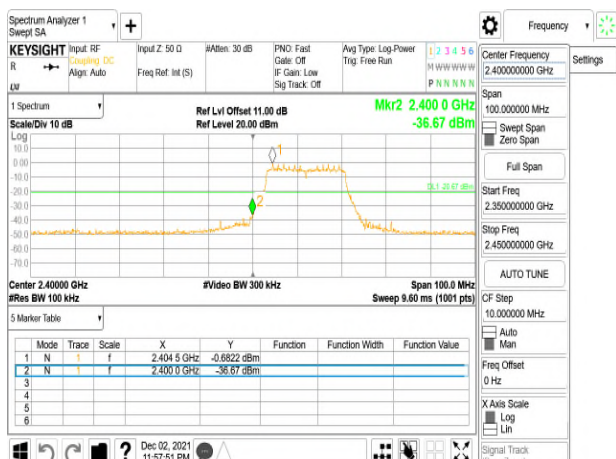 Spectrum Analyzer 1
Swept SA
Frequency
KEYSIGHT
Input: RF
Input Z: 50 Ω
#Atten: 30 dB
PNO: Fast
Avg Type: Log-Power
1 2 3 4 5 6
R
Coupling: DC
Gate: Off
Trig: Free Run
M W W W W W
Align: Auto
Freq Ref: Int (S)
IF Gain: Low
Sig Track: Off
P N N N N N
Center Frequency
2.400000000 GHz
Settings
Span
100.000000 MHz
Swept Span
Zero Span
Full Span
Start Freq
2.350000000 GHz
Stop Freq
2.450000000 GHz
AUTO TUNE
CF Step
10.000000 MHz
Auto
Man
Freq Offset
0 Hz
X Axis Scale
Log
Lin
Signal Track
1 Spectrum
Scale/Div 10 dB
Ref Lvl Offset 11.00 dB
Ref Level 20.00 dBm
Mkr2 2.400 0 GHz
-36.67 dBm
Log
10.0
0.00
-10.0
-20.0
-30.0
-40.0
-50.0
-60.0
-70.0
1
2
DL1 -20.67 dBm
Center 2.40000 GHz
#Res BW 100 kHz
#Video BW 300 kHz
Span 100.0 MHz
Sweep 9.60 ms (1001 pts)
5 Marker Table
Mode Trace Scale X Y Function Function Width Function Value
1 N 1 f 2.404 5 GHz -0.6822 dBm
2 N 1 f 2.400 0 GHz -36.67 dBm
3
4
5
6
?
Dec 02, 2021
11:57:51 PM